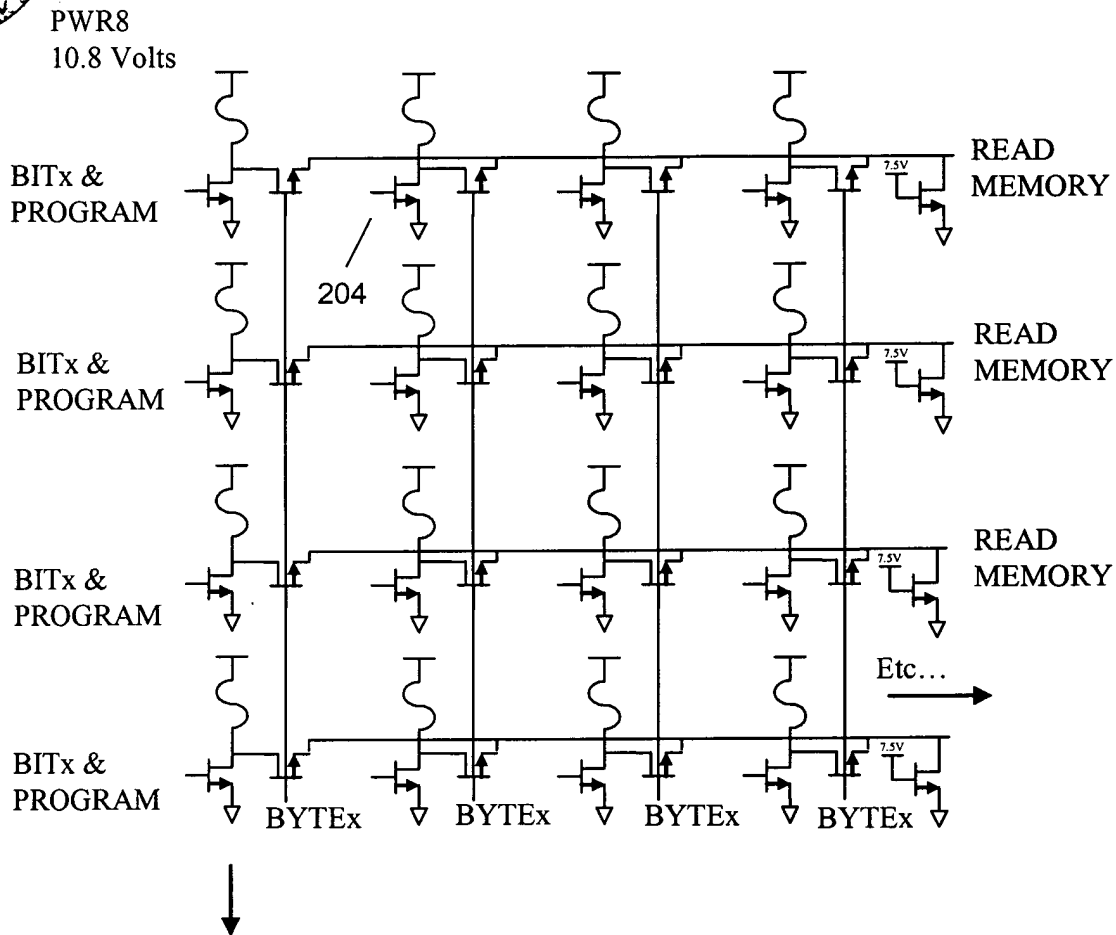 PWR8
10.8 Volts
BITx &
PROGRAM
7.5V
READ
MEMORY
204
BITx &
PROGRAM
7.5V
READ
MEMORY
BITx &
PROGRAM
7.5V
READ
MEMORY
Etc...
BITx &
PROGRAM
7.5V
BYTEx
BYTEx
BYTEx
BYTEx